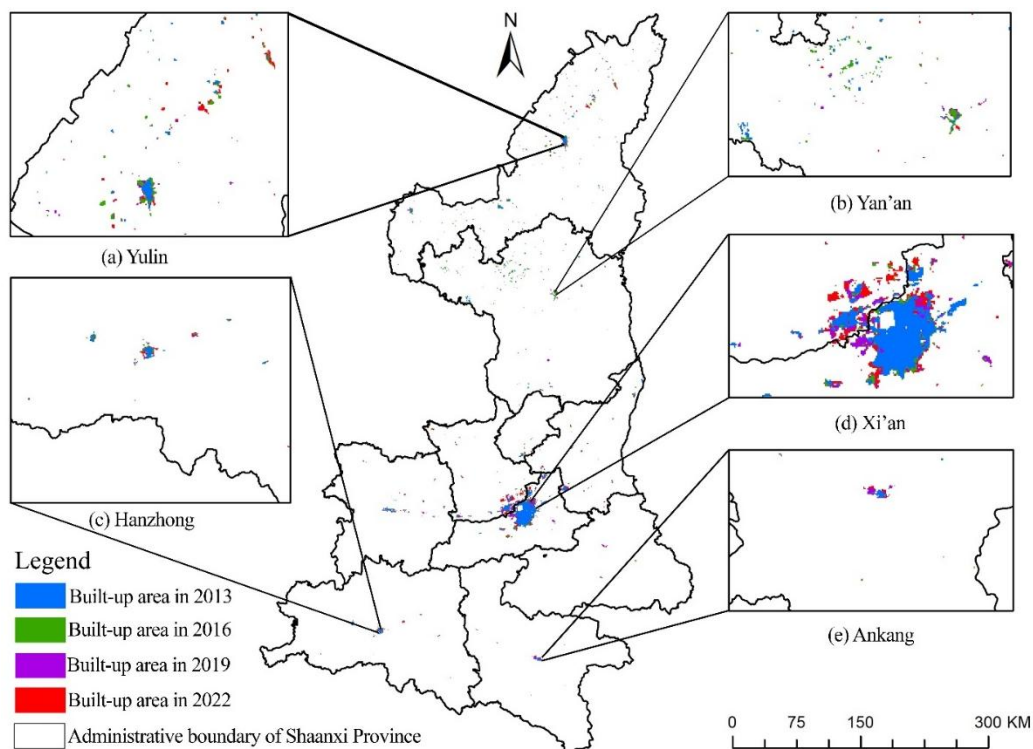 N
(a) Yulin
(b) Yan’an
(c) Hanzhong
(d) Xi’an
(e) Ankang
Legend
Built-up area in 2013
Built-up area in 2016
Built-up area in 2019
Built-up area in 2022
Administrative boundary of Shaanxi Province
0 75 150 300 KM